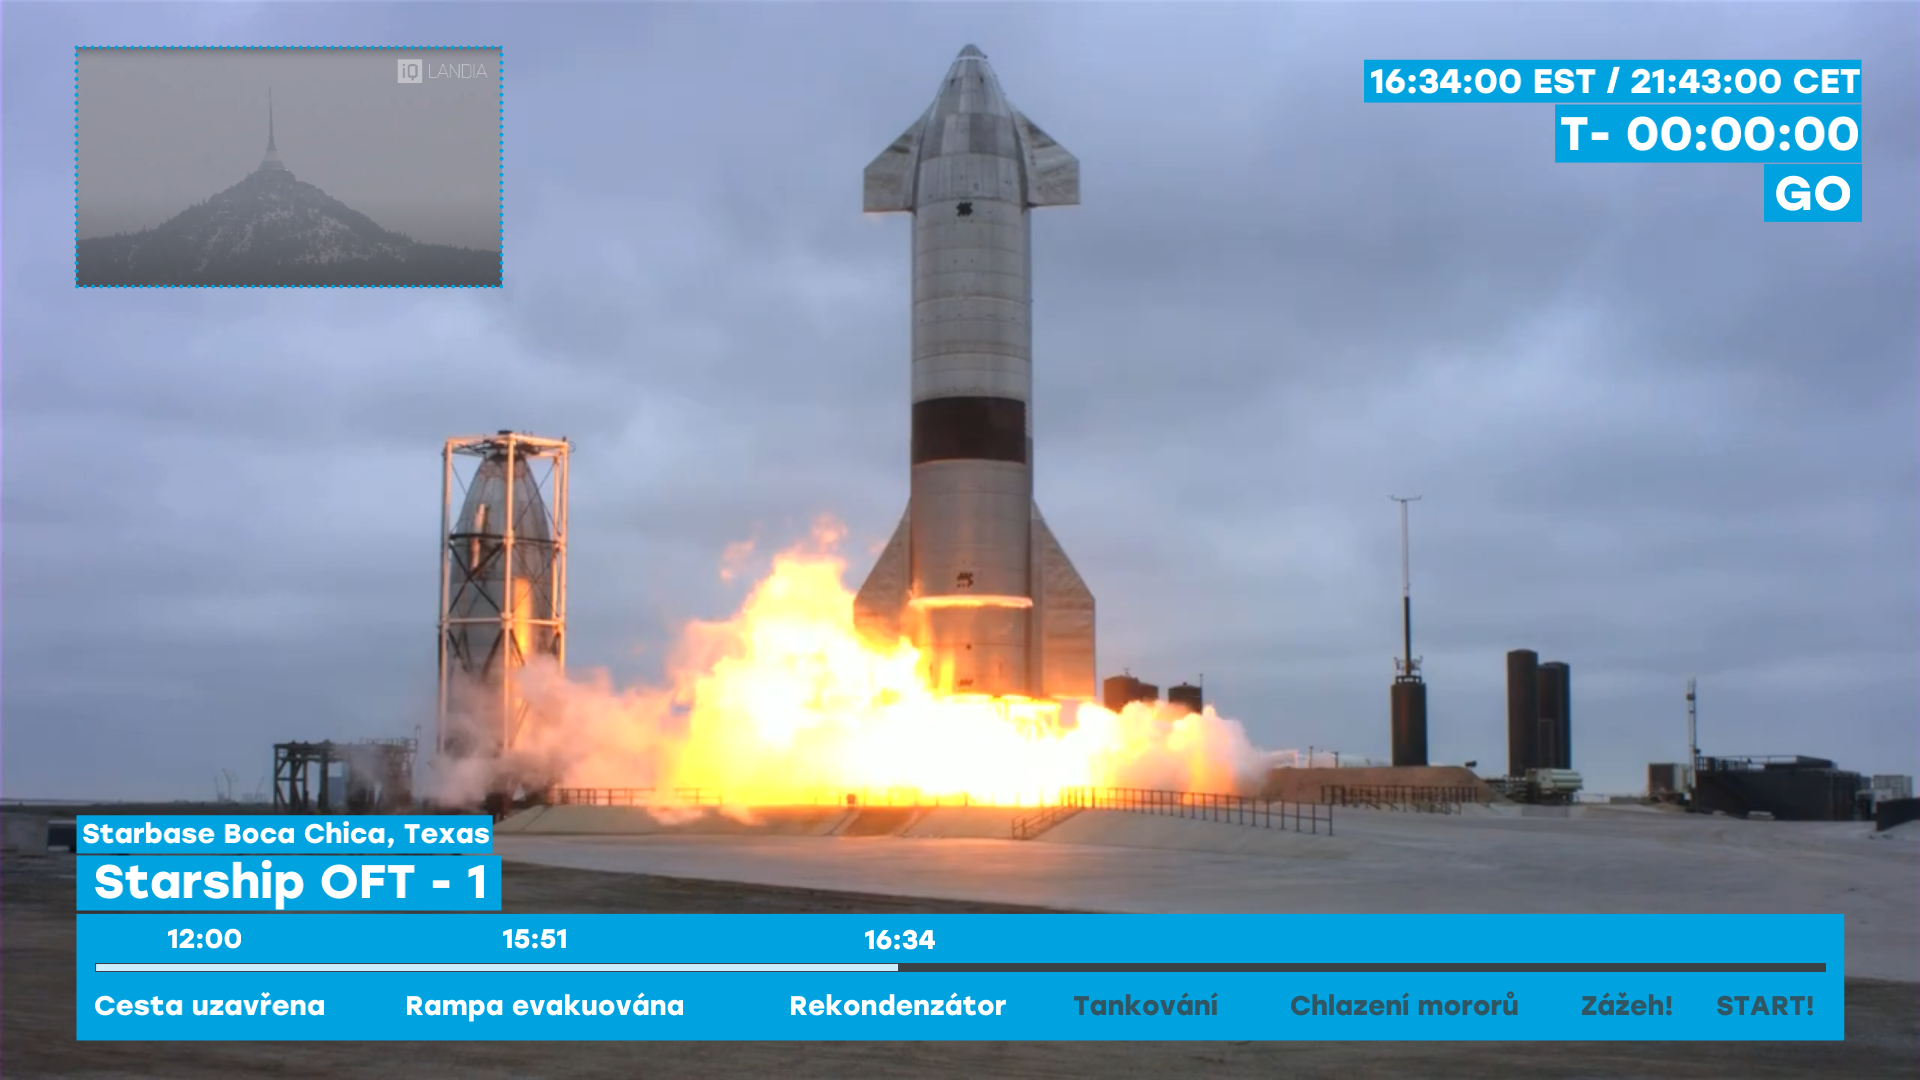 iQ LANDIA
16:34:00 EST / 21:43:00 CET
T- 00:00:00
GO
Starbase Boca Chica, Texas
Starship OFT - 1
12:00 15:51 16:34
Cesta uzavřena Rampa evakuována Rekondenzátor Tankování Chlazení mororů Zážeh! START!